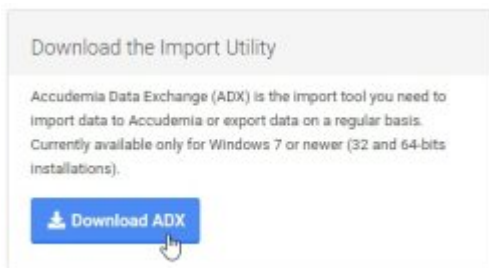 Download the Import Utility
Accudemia Data Exchange (ADX) is the import tool you need to
import data to Accudemia or export data on a regular basis.
Currently available only for Windows 7 or newer (32 and 64-bits
installations).
Download ADX